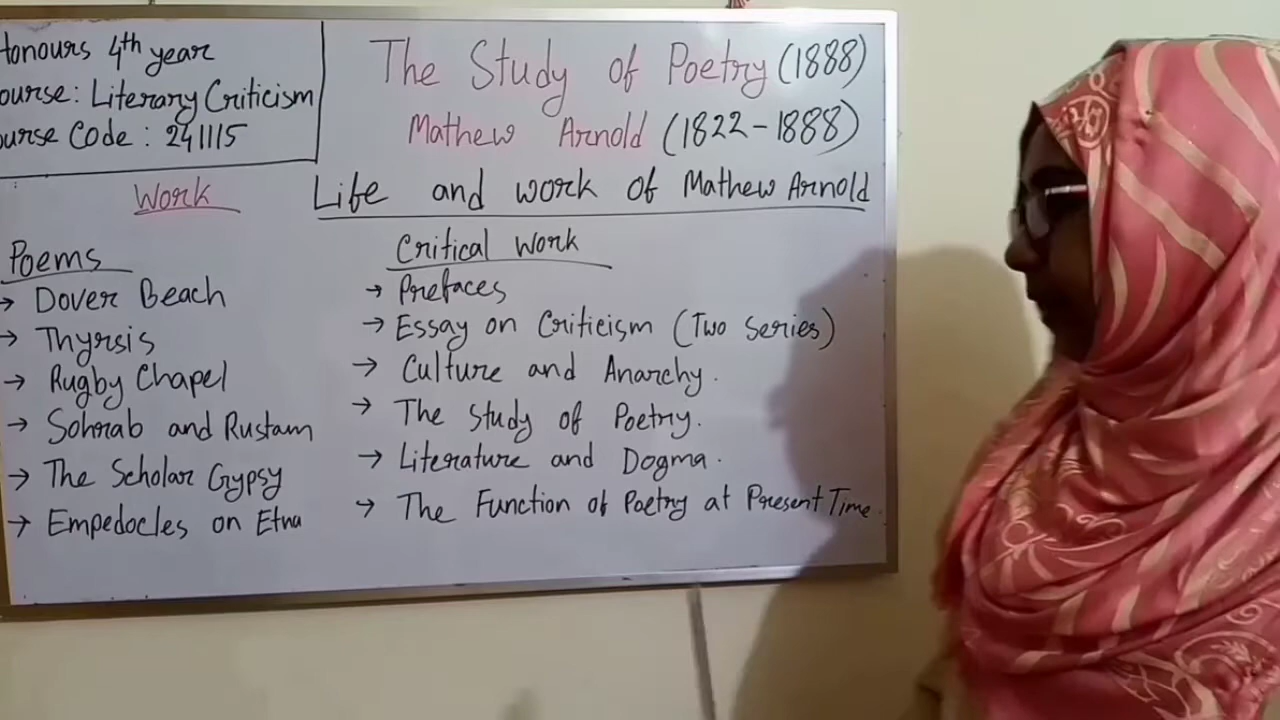 Honours 4th year
ourse: Literary Criticism
ourse Code: 241115
The Study of Poetry (1888)
Mathew Arnold (1822-1888)
Life and work of Mathew Arnold
Work
Poems
→ Dover Beach
→ Thyrsis
→ Rugby Chapel
→ Sohrab and Rustam
→ The Scholar Gypsy
→ Empedocles on Etna
Critical Work
→ Prefaces
→ Essay on Criticism (Two series)
→ Culture and Anarchy.
→ The Study of Poetry.
→ Literature and Dogma.
→ The Function of Poetry at Present Time.